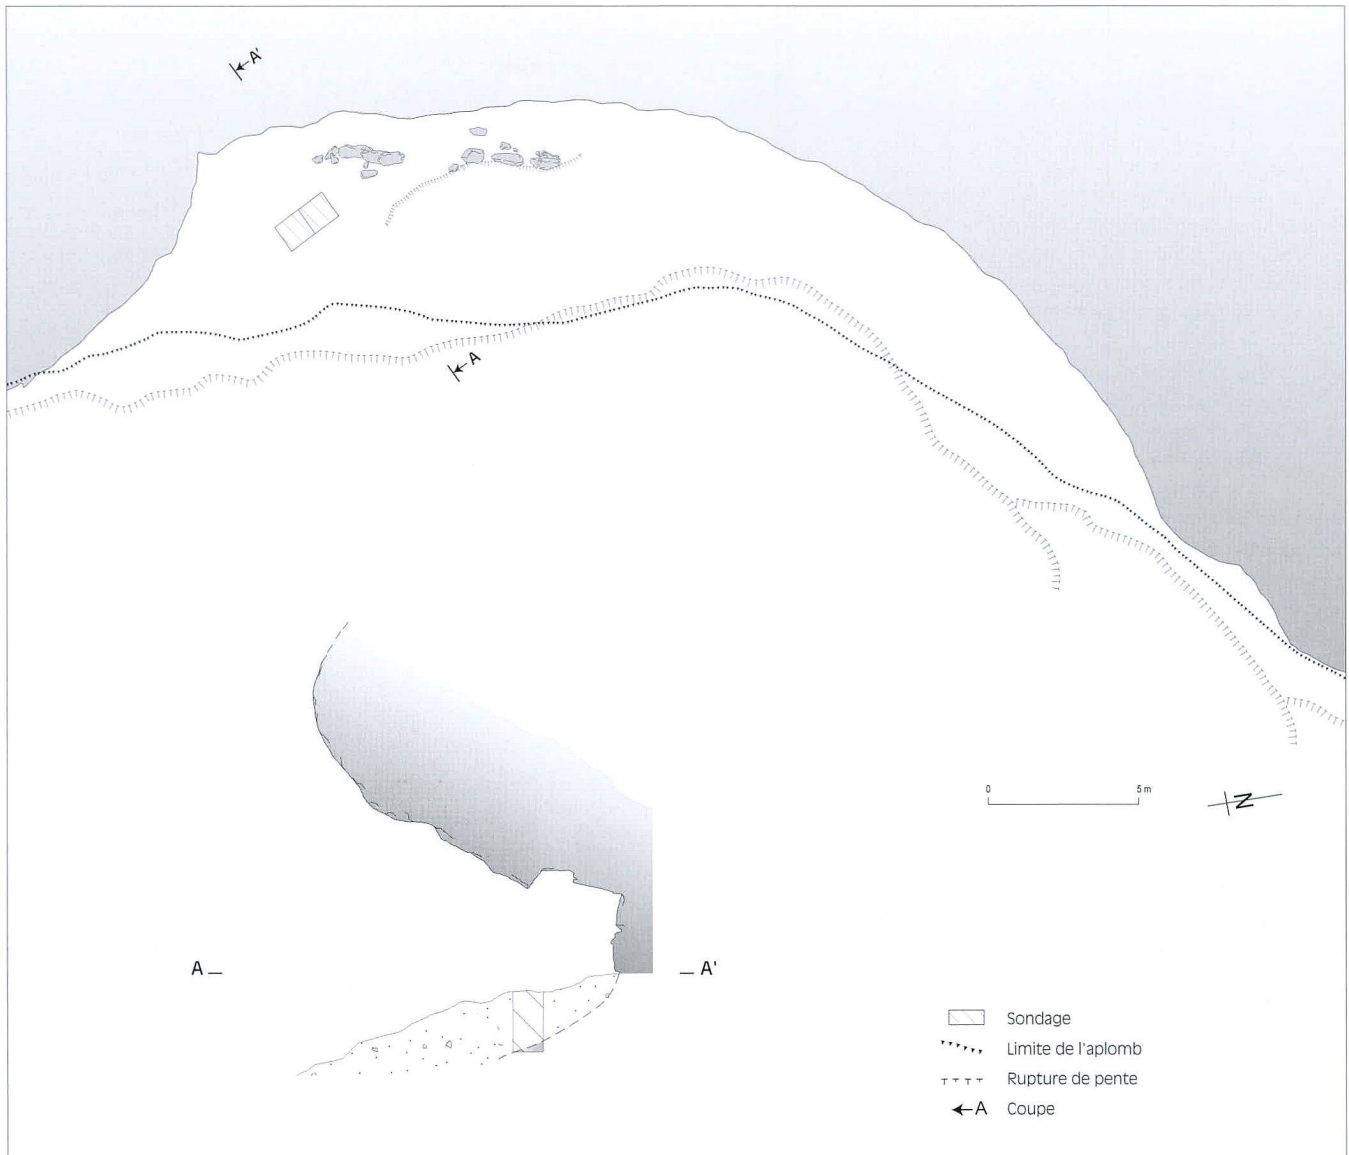 ←A'
←A
0 5 m
N
A – – A'
Sondage
Limite de l'aplomb
Rupture de pente
←A Coupe